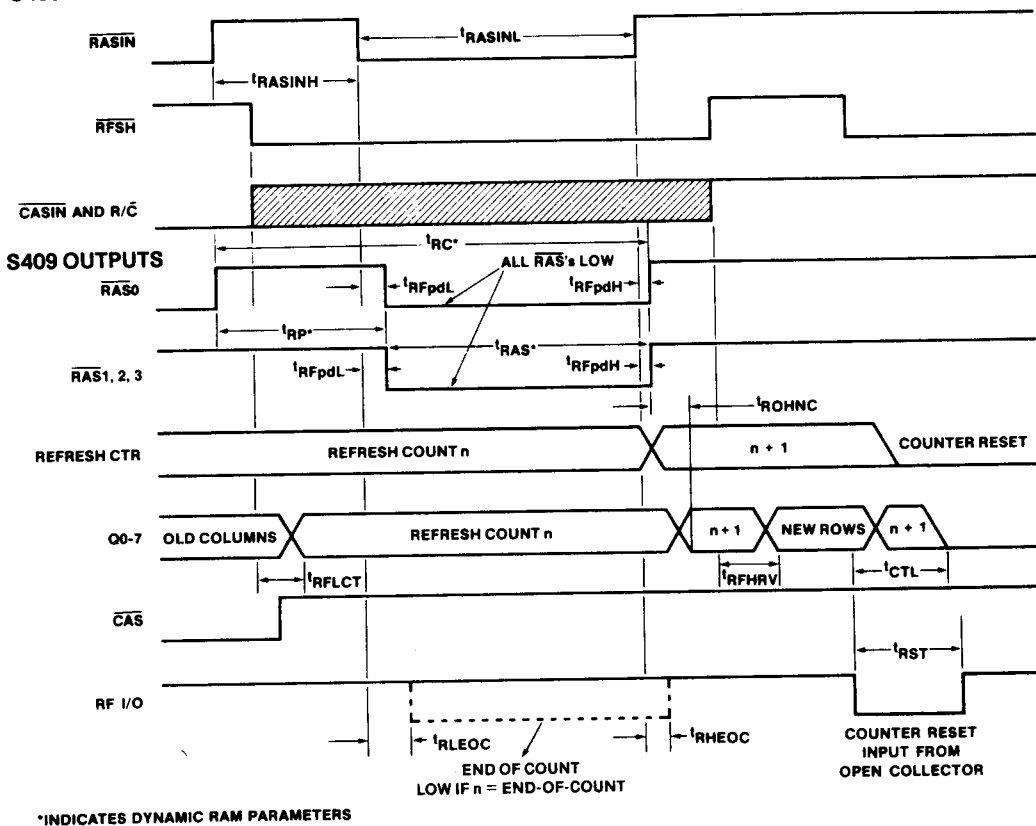 RASIN
tRASINL
tRASINH
RFSH
CASIN AND R/C
tRC*
S409 OUTPUTS
ALL RAS's LOW
RAS0
tRFpdL
tRFpdH
tRP*
tRAS*
tRFpdL
tRFpdH
RAS1, 2, 3
tROHNC
REFRESH CTR
REFRESH COUNT n
n + 1
COUNTER RESET
Q0-7
OLD COLUMNS
REFRESH COUNT n
n + 1
NEW ROWS
n + 1
tRFLCT
tRFHRV
tCTL
CAS
tRST
RF I/O
tRLEOC
tRHEOC
END OF COUNT
LOW IF n = END-OF-COUNT
COUNTER RESET
INPUT FROM
OPEN COLLECTOR
*INDICATES DYNAMIC RAM PARAMETERS